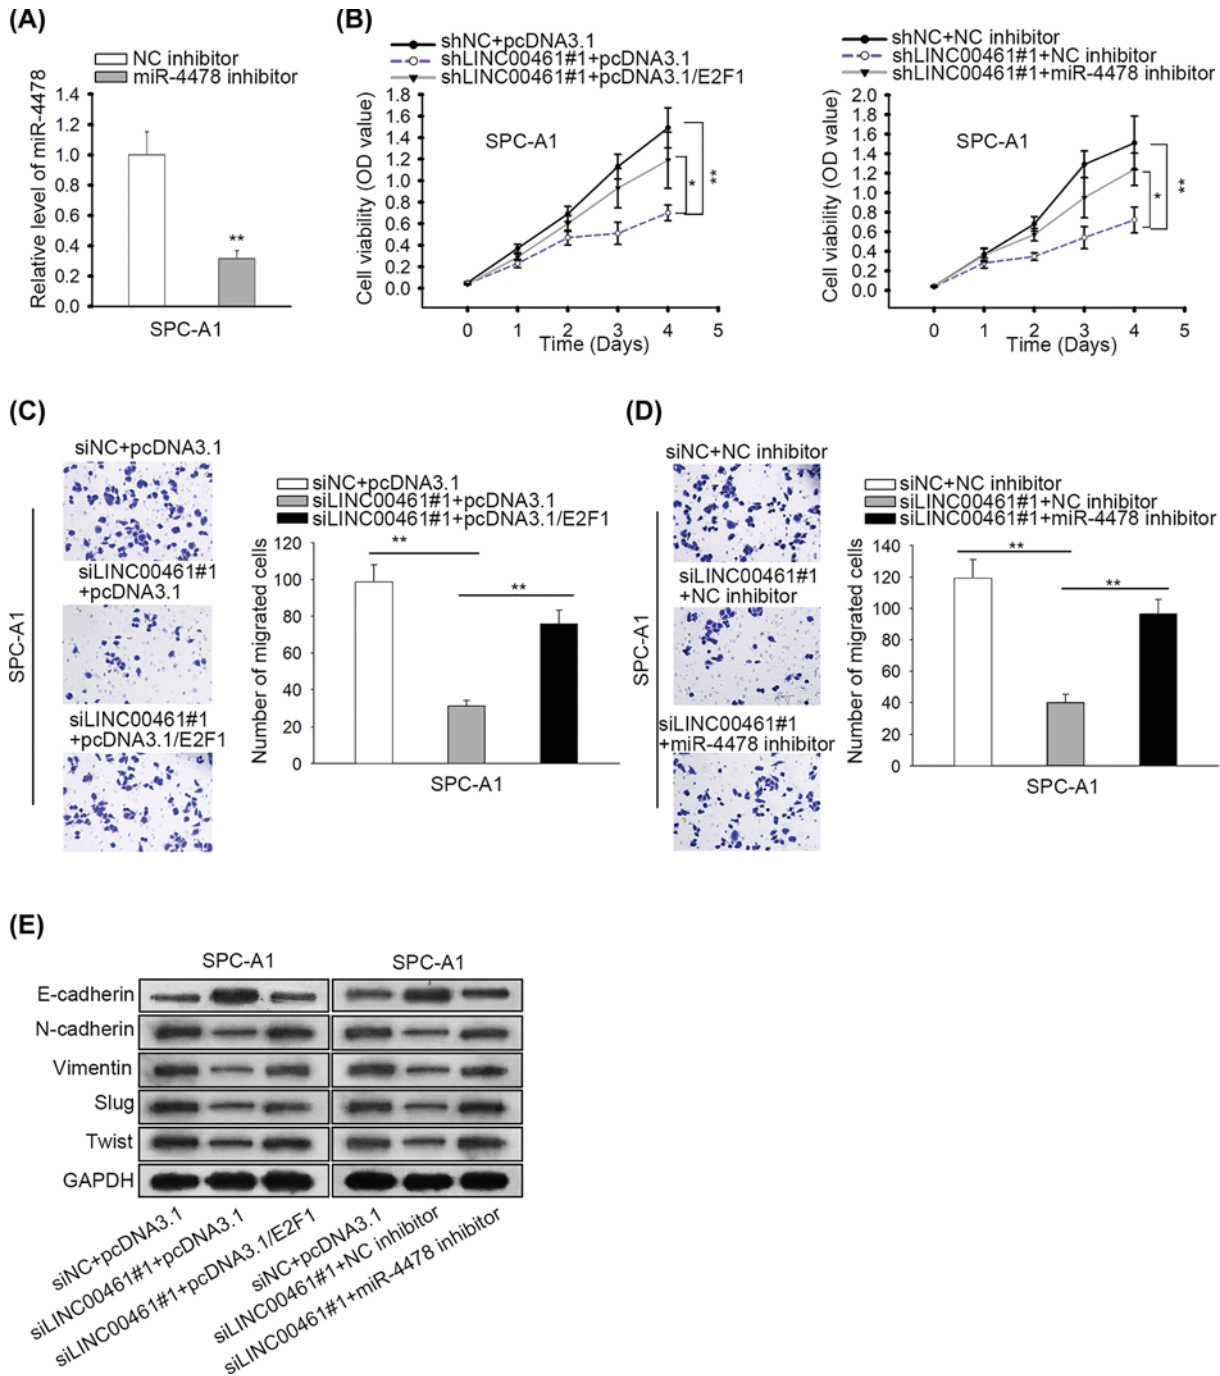 (A)
NC inhibitor
miR-4478 inhibitor
Relative level of miR-4478
1.4
1.2
1.0
0.8
0.6
0.4
0.2
0.0
**
SPC-A1
(B)
shNC+pcDNA3.1
shLINC00461#1+pcDNA3.1
shLINC00461#1+pcDNA3.1/E2F1
Cell viability (OD value)
1.8
1.6
1.4
1.2
1.0
0.8
0.6
0.4
0.2
0.0
SPC-A1
*
**
0 1 2 3 4 5
Time (Days)
shNC+NC inhibitor
shLINC00461#1+NC inhibitor
shLINC00461#1+miR-4478 inhibitor
Cell viability (OD value)
2.0
1.8
1.6
1.4
1.2
1.0
0.8
0.6
0.4
0.2
0.0
SPC-A1
*
**
0 1 2 3 4 5
Time (Days)
(C)
SPC-A1
siNC+pcDNA3.1
siLINC00461#1
+pcDNA3.1
siLINC00461#1
+pcDNA3.1/E2F1
siNC+pcDNA3.1
siLINC00461#1+pcDNA3.1
siLINC00461#1+pcDNA3.1/E2F1
Number of migrated cells
120
100
80
60
40
20
0
**
**
SPC-A1
(D)
SPC-A1
siNC+NC inhibitor
siLINC00461#1
+NC inhibitor
siLINC00461#1
+miR-4478 inhibitor
siNC+NC inhibitor
siLINC00461#1+NC inhibitor
siLINC00461#1+miR-4478 inhibitor
Number of migrated cells
140
120
100
80
60
40
20
0
**
**
SPC-A1
(E)
SPC-A1
SPC-A1
E-cadherin
N-cadherin
Vimentin
Slug
Twist
GAPDH
siNC+pcDNA3.1
siLINC00461#1+pcDNA3.1
siLINC00461#1+pcDNA3.1/E2F1
siNC+pcDNA3.1
siLINC00461#1+NC inhibitor
siLINC00461#1+miR-4478 inhibitor